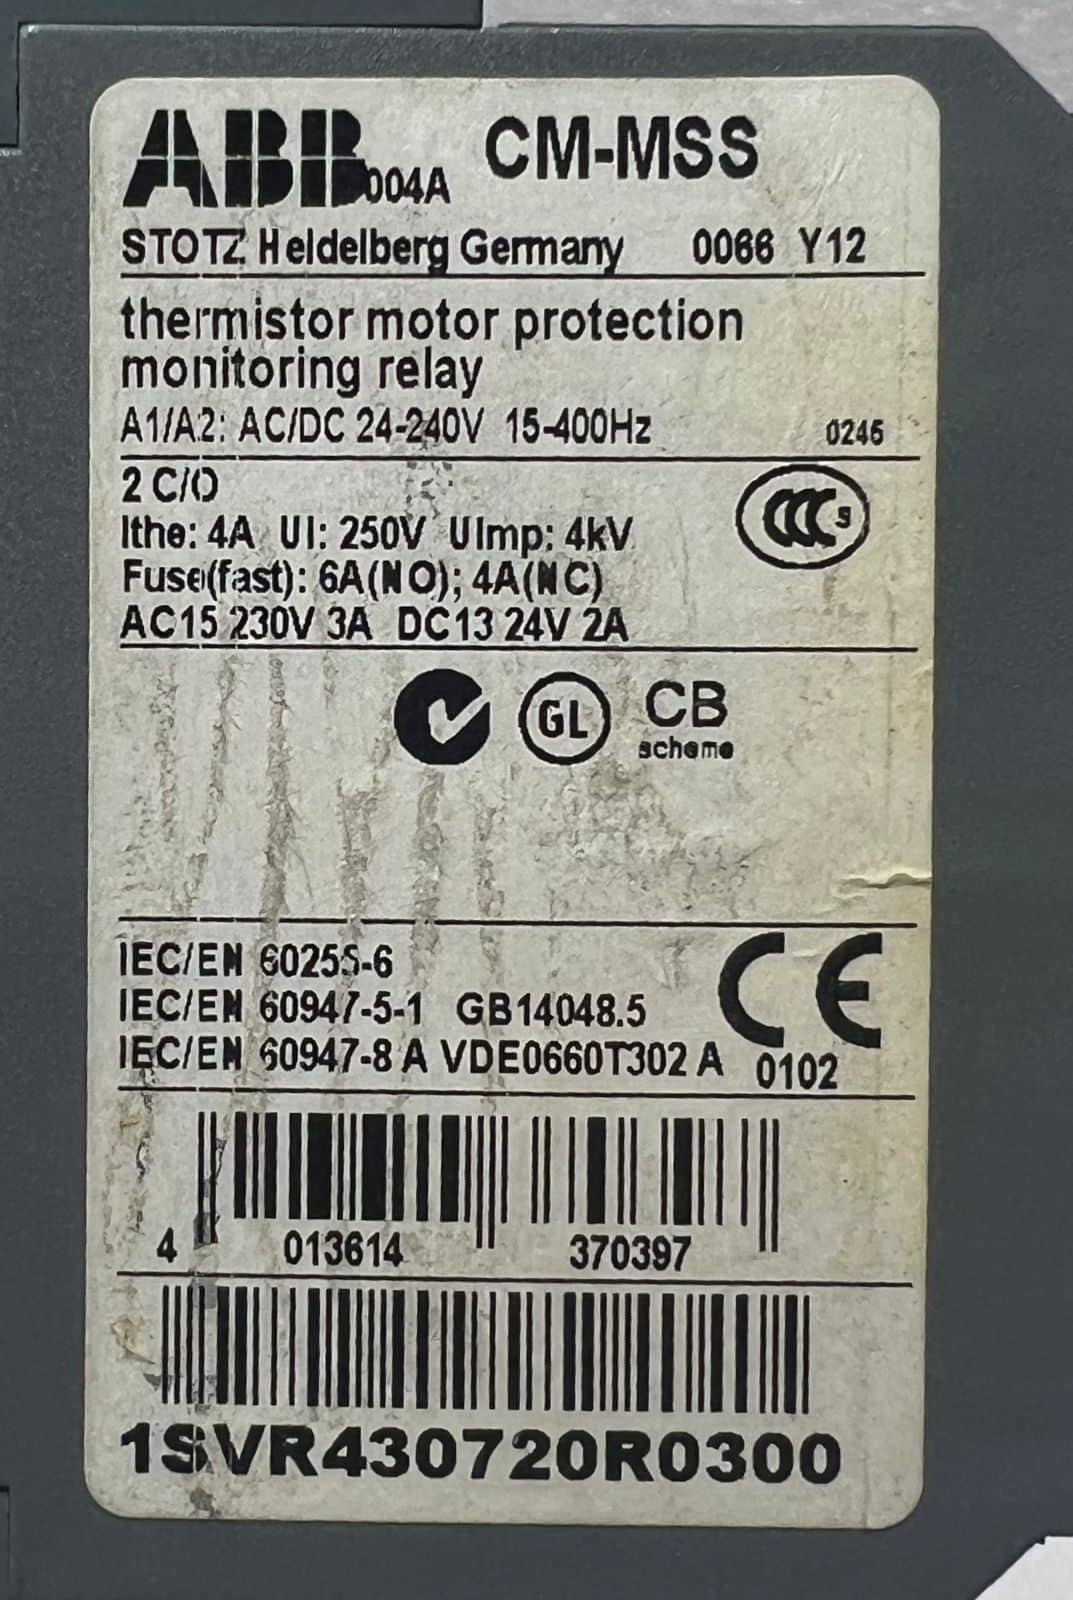 ABB 004A CM-MSS
STOTZ Heidelberg Germany 0066 Y12
thermistor motor protection
monitoring relay
A1/A2: AC/DC 24-240V 15-400Hz 0246
2 C/O
Ithe: 4A UI: 250V UImp: 4kV
CCC S
Fuse(fast): 6A(NO); 4A(NC)
AC15 230V 3A DC13 24V 2A
GL CB
scheme
IEC/EN 60255-6
CE
IEC/EN 60947-5-1 GB14048.5
IEC/EN 60947-8 A VDE0660T302 A 0102
4 013614 370397
1SVR430720R0300